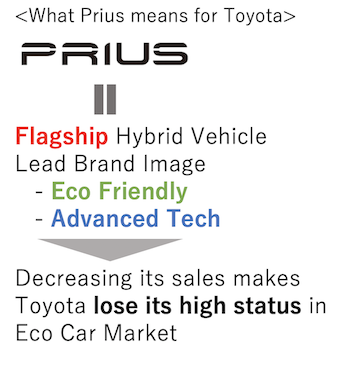 <What Prius means for Toyota>
PRIUS
Flagship Hybrid Vehicle
Lead Brand Image
- Eco Friendly
- Advanced Tech
Decreasing its sales makes
Toyota lose its high status in
Eco Car Market